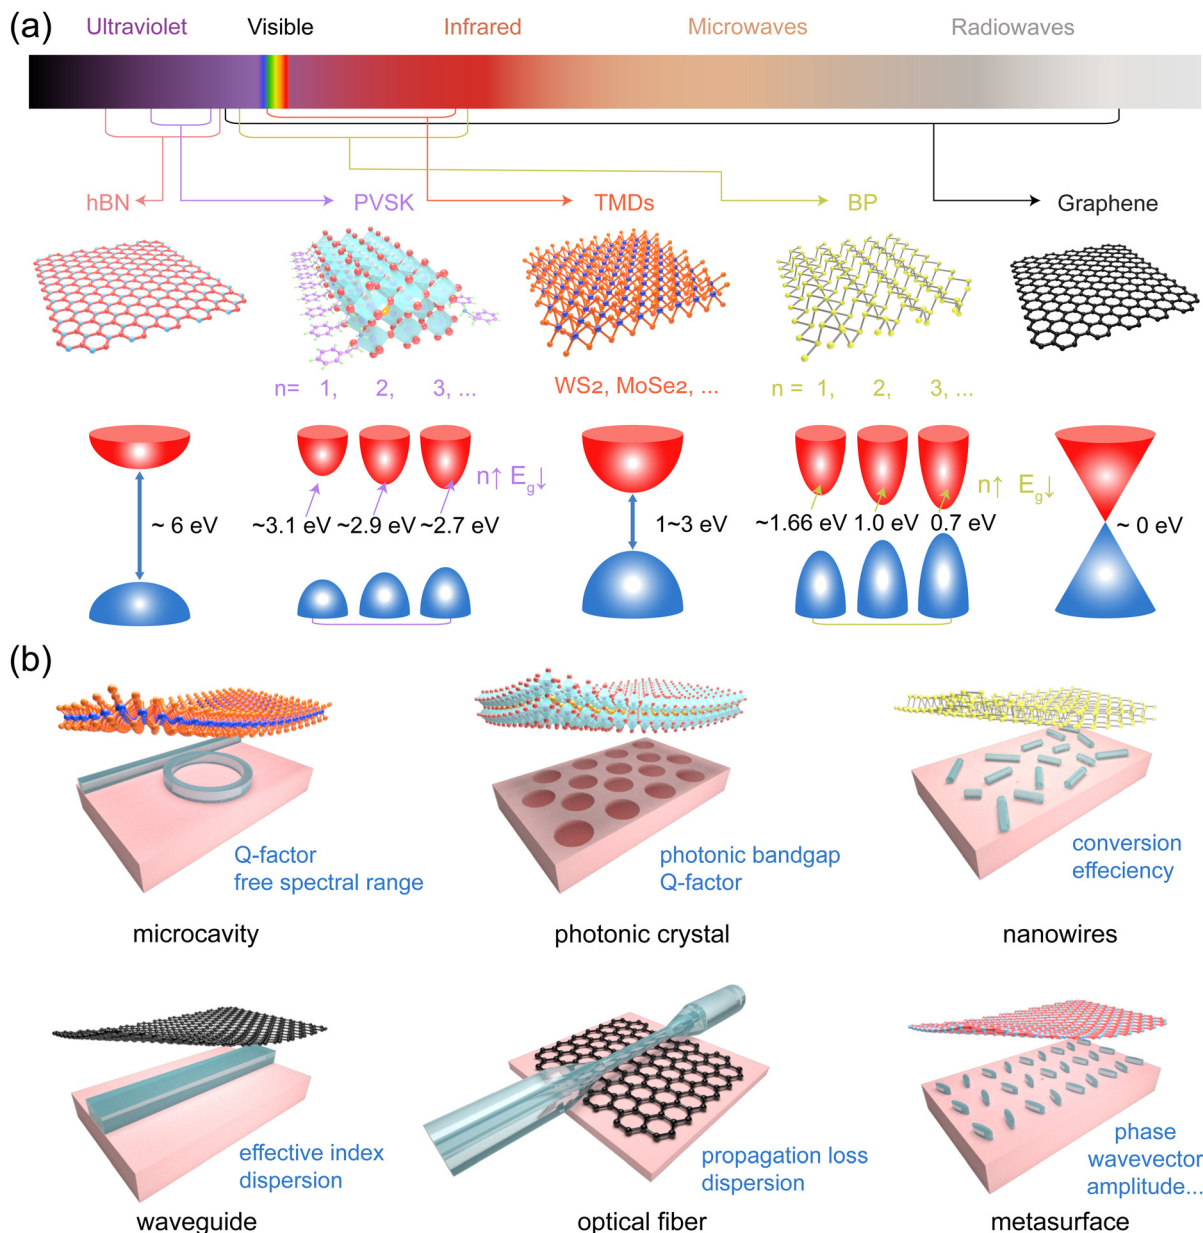 (a)
Ultraviolet Visible Infrared Microwaves Radiowaves
hBN PVSK TMDs BP Graphene
n= 1, 2, 3, ... WS2, MoSe2, ... n = 1, 2, 3, ...
n↑ Eg↓ n↑ Eg↓
~ 6 eV ~3.1 eV ~2.9 eV ~2.7 eV 1~3 eV ~1.66 eV 1.0 eV 0.7 eV ~ 0 eV
(b)
Q-factor
free spectral range
microcavity
photonic bandgap
Q-factor
photonic crystal
conversion
effeciency
nanowires
effective index
dispersion
waveguide
propagation loss
dispersion
optical fiber
phase
wavevector
amplitude...
metasurface